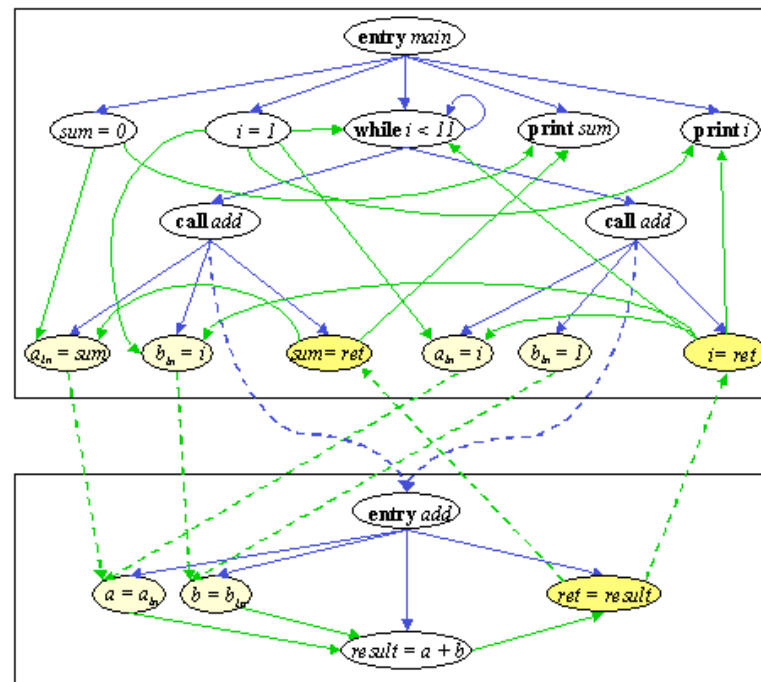 entry main
sum = 0
i = 1
while i < 11
print sum
print i
call add
call add
a_in = sum
b_in = i
sum = ret
a_in = i
b_in = 1
i = ret
entry add
a = a_in
b = b_in
ret = result
result = a + b